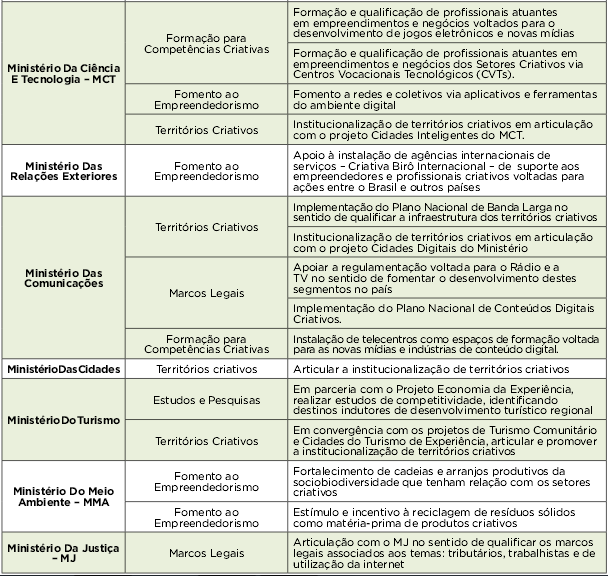 Ministério Da Ciência
E Tecnologia – MCT
Formação para
Competências Criativas
Formação e qualificação de profissionais atuantes
em empreendimentos e negócios voltados para o
desenvolvimento de jogos eletrônicos e novas mídias
Formação e qualificação de profissionais atuantes em
empreendimentos e negócios dos Setores Criativos via
Centros Vocacionais Tecnológicos (CVTs).
Fomento ao
Empreendedorismo
Fomento a redes e coletivos via aplicativos e ferramentas
do ambiente digital
Territórios Criativos
Institucionalização de territórios criativos em articulação
com o projeto Cidades Inteligentes do MCT.
Ministério Das
Relações Exteriores
Fomento ao
Empreendedorismo
Apoio à instalação de agências internacionais de
serviços – Criativa Birô Internacional – de suporte aos
empreendedores e profissionais criativos voltadas para
ações entre o Brasil e outros países
Ministério Das
Comunicações
Territórios Criativos
Implementação do Plano Nacional de Banda Larga no
sentido de qualificar a infraestrutura dos territórios criativos
Institucionalização de territórios criativos em articulação
com o projeto Cidades Digitais do Ministério
Marcos Legais
Apoiar a regulamentação voltada para o Rádio e a
TV no sentido de fomentar o desenvolvimento destes
segmentos no país
Implementação do Plano Nacional de Conteúdos Digitais
Criativos.
Formação para
Competências Criativas
Instalação de telecentros como espaços de formação voltada
para as novas mídias e indústrias de conteúdo digital.
Ministério Das Cidades
Territórios criativos
Articular a institucionalização de territórios criativos
Ministério Do Turismo
Estudos e Pesquisas
Em parceria com o Projeto Economia da Experiência,
realizar estudos de competitividade, identificando
destinos indutores de desenvolvimento turístico regional
Territórios Criativos
Em convergência com os projetos de Turismo Comunitário
e Cidades do Turismo de Experiência, articular e promover
a institucionalização de territórios criativos
Ministério Do Meio
Ambiente – MMA
Fomento ao
Empreendedorismo
Fortalecimento de cadeias e arranjos produtivos da
sociobiodiversidade que tenham relação com os setores
criativos
Fomento ao
Empreendedorismo
Estímulo e incentivo à reciclagem de resíduos sólidos
como matéria-prima de produtos criativos
Ministério Da Justiça
– MJ
Marcos Legais
Articulação com o MJ no sentido de qualificar os marcos
legais associados aos temas: tributários, trabalhistas e de
utilização da internet